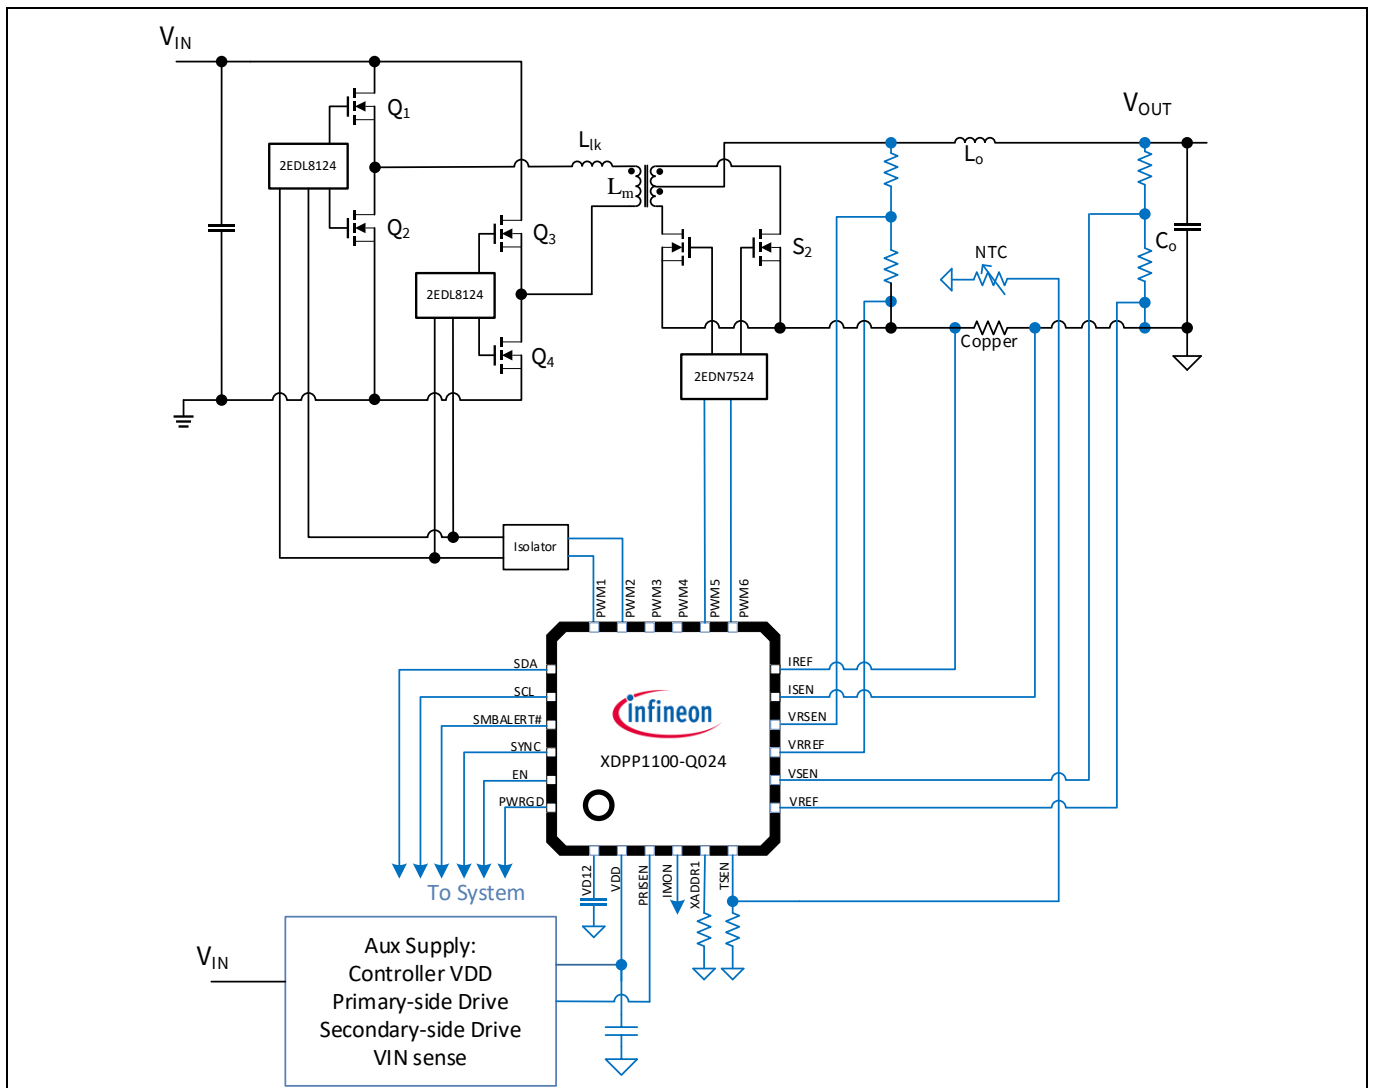 VIN
Q1
2EDL8124
Q2
Q3
2EDL8124
Q4
Llk
Lm
S2
2EDN7524
VOUT
Lo
Co
NTC
Copper
Isolator
PWM1
PWM2
PWM3
PWM4
PWM5
PWM6
SDA
SCL
SMBALERT#
SYNC
EN
PWRGD
To System
infineon
XDPP1100-Q024
IREF
ISEN
VRSEN
VRREF
VSEN
VREF
VD12
VDD
PRISEN
IMON
XADDR1
TSEN
VIN
Aux Supply:
Controller VDD
Primary-side Drive
Secondary-side Drive
VIN sense